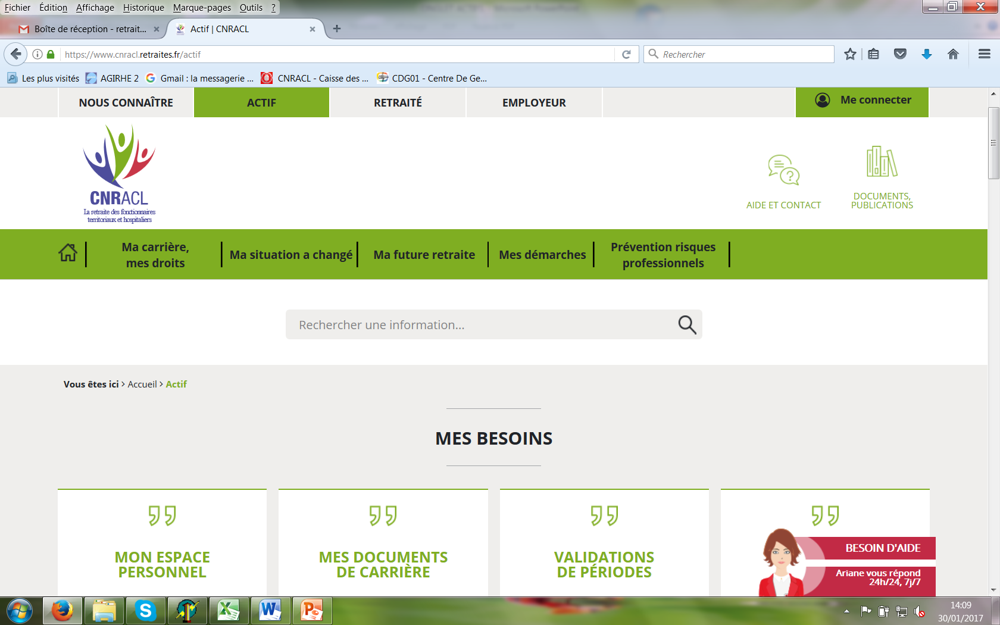 Fichier Édition Affichage Historique Marque-pages Outils ?
Boîte de réception - retrait... × Actif | CNRACL × +
https://www.cnracl.retraites.fr/actif Rechercher
Les plus visités AGIRHE 2 Gmail : la messagerie ... CNRACL - Caisse des ... CDG01 - Centre De Ge...
NOUS CONNAÎTRE ACTIF RETRAITÉ EMPLOYEUR Me connecter
CNRACL
La retraite des fonctionnaires
territoriaux et hospitaliers
AIDE ET CONTACT
DOCUMENTS,
PUBLICATIONS
Ma carrière,
mes droits
Ma situation a changé
Ma future retraite
Mes démarches
Prévention risques
professionnels
Rechercher une information...
Vous êtes ici > Accueil > Actif
MES BESOINS
MON ESPACE
PERSONNEL
MES DOCUMENTS
DE CARRIÈRE
VALIDATIONS
DE PÉRIODES
BESOIN D'AIDE
Ariane vous répond
24h/24, 7j/7
14:09
30/01/2017